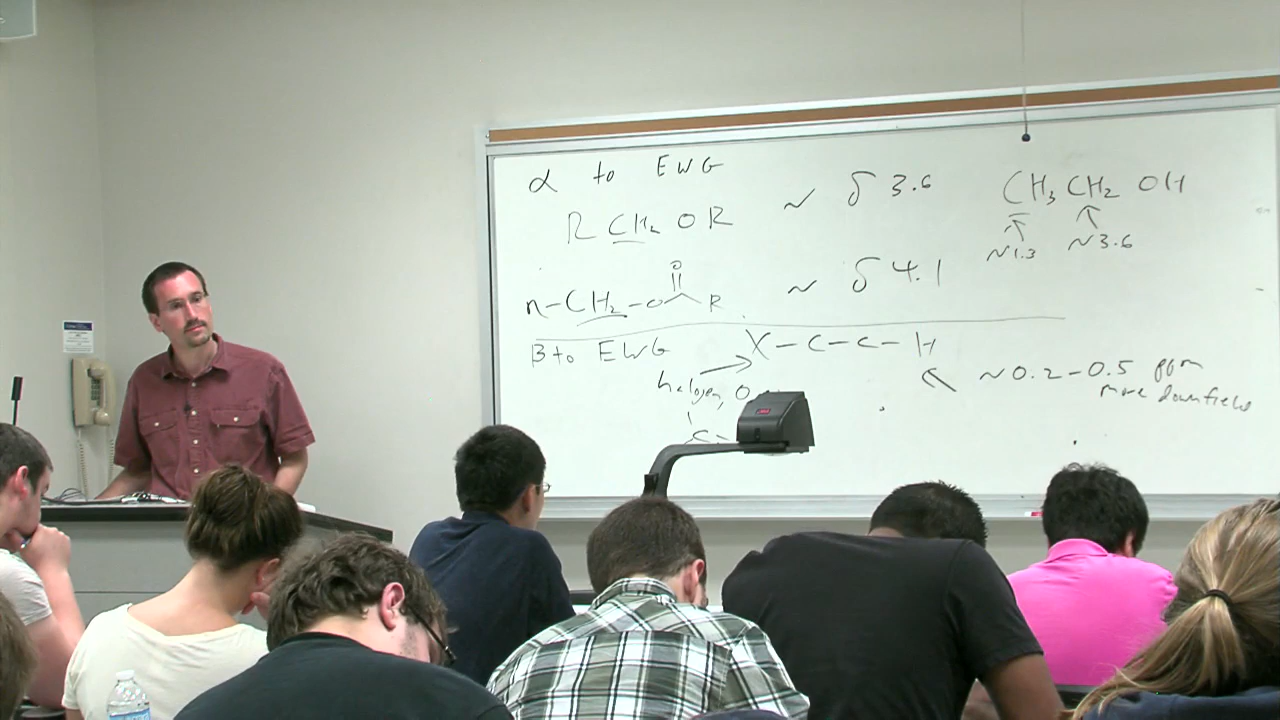 α to EWG
R CH₂ O R ~ δ 3.6
CH₃ CH₂ OH
~1.3 ~3.6
O
n-CH₂-O R ~ δ 4.1
β to EWG
X-C-C-H
halogen, O
~0.2-0.5 ppm
more downfield
C-